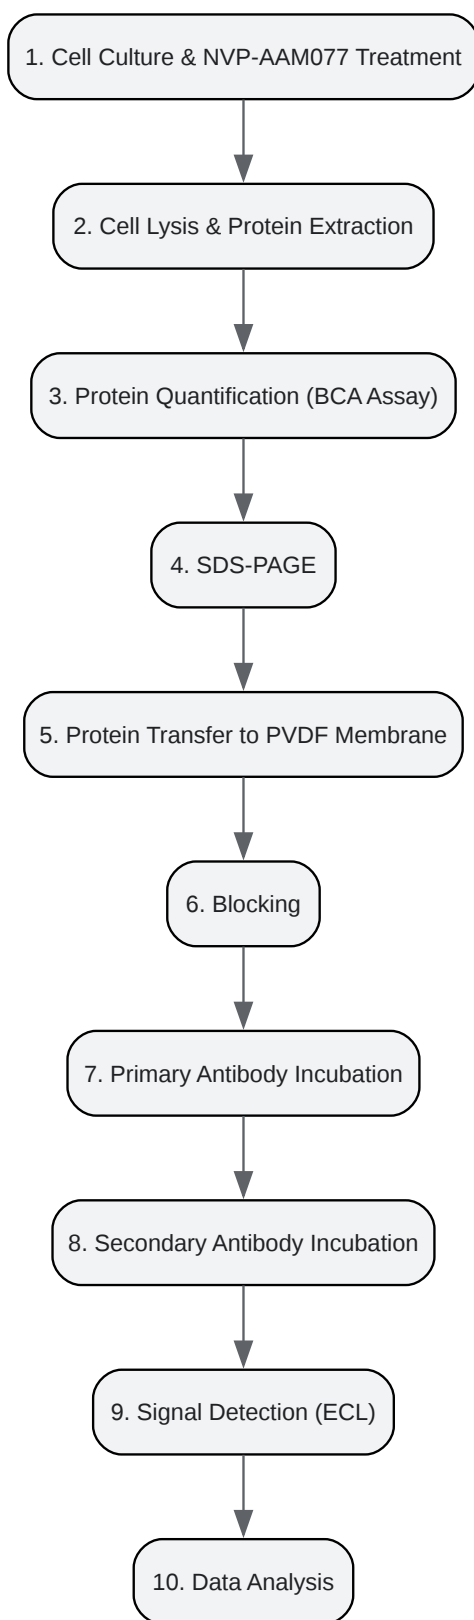 1. Cell Culture & NVP-AAM077 Treatment
2. Cell Lysis & Protein Extraction
3. Protein Quantification (BCA Assay)
4. SDS-PAGE
5. Protein Transfer to PVDF Membrane
6. Blocking
7. Primary Antibody Incubation
8. Secondary Antibody Incubation
9. Signal Detection (ECL)
10. Data Analysis